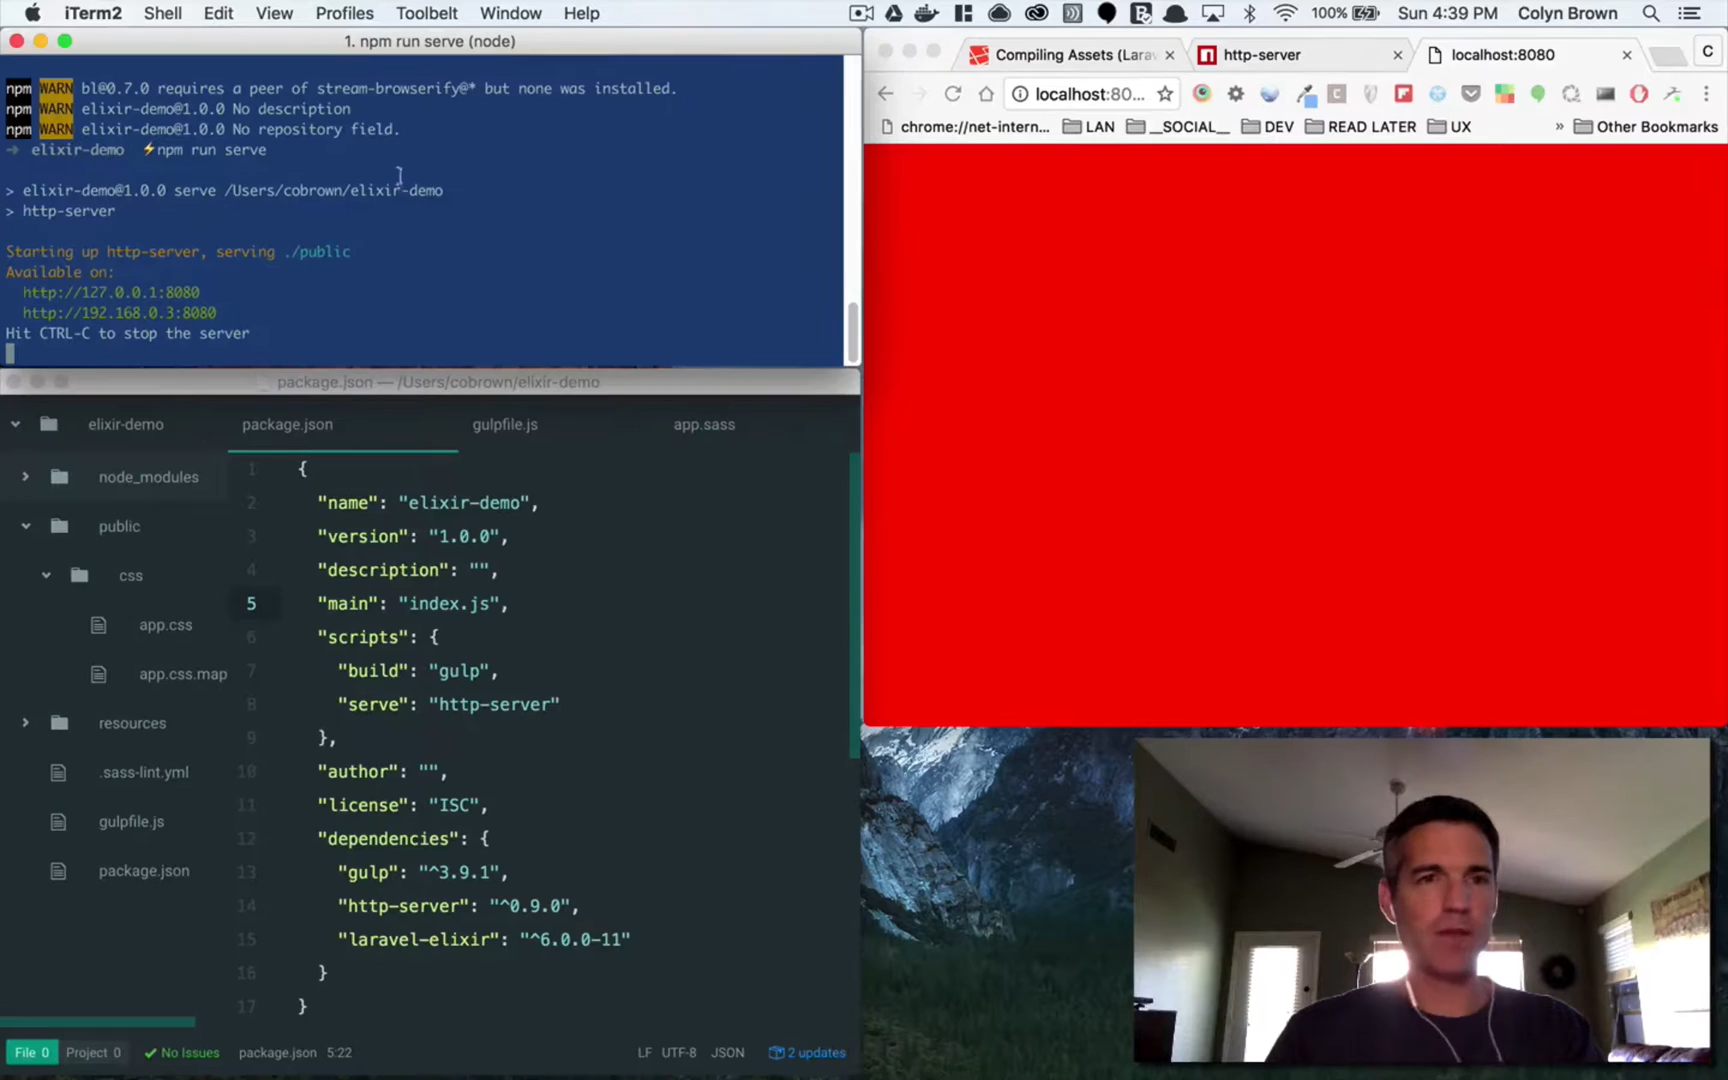 iTerm2 Shell Edit View Profiles Toolbelt Window Help 100% Sun 4:39 PM Colyn Brown
1. npm run serve (node)
npm WARN bl@0.7.0 requires a peer of stream-browserify@* but none was installed.
npm WARN elixir-demo@1.0.0 No description
npm WARN elixir-demo@1.0.0 No repository field.
→ elixir-demo ⚡npm run serve
> elixir-demo@1.0.0 serve /Users/cobrown/elixir-demo
> http-server
Starting up http-server, serving ./public
Available on:
http://127.0.0.1:8080
http://192.168.0.3:8080
Hit CTRL-C to stop the server
Compiling Assets (Larav × http-server × localhost:8080 × C
localhost:80...
chrome://net-intern... LAN __SOCIAL__ DEV READ LATER UX » Other Bookmarks
package.json — /Users/cobrown/elixir-demo
elixir-demo
node_modules
public
css
app.css
app.css.map
resources
.sass-lint.yml
gulpfile.js
package.json
package.json gulpfile.js app.sass
1 {
2 "name": "elixir-demo",
3 "version": "1.0.0",
4 "description": "",
5 "main": "index.js",
6 "scripts": {
7 "build": "gulp",
8 "serve": "http-server"
9 },
10 "author": "",
11 "license": "ISC",
12 "dependencies": {
13 "gulp": "^3.9.1",
14 "http-server": "^0.9.0",
15 "laravel-elixir": "^6.0.0-11"
16 }
17 }
File 0 Project 0 ✓ No Issues package.json 5:22 LF UTF-8 JSON 2 updates